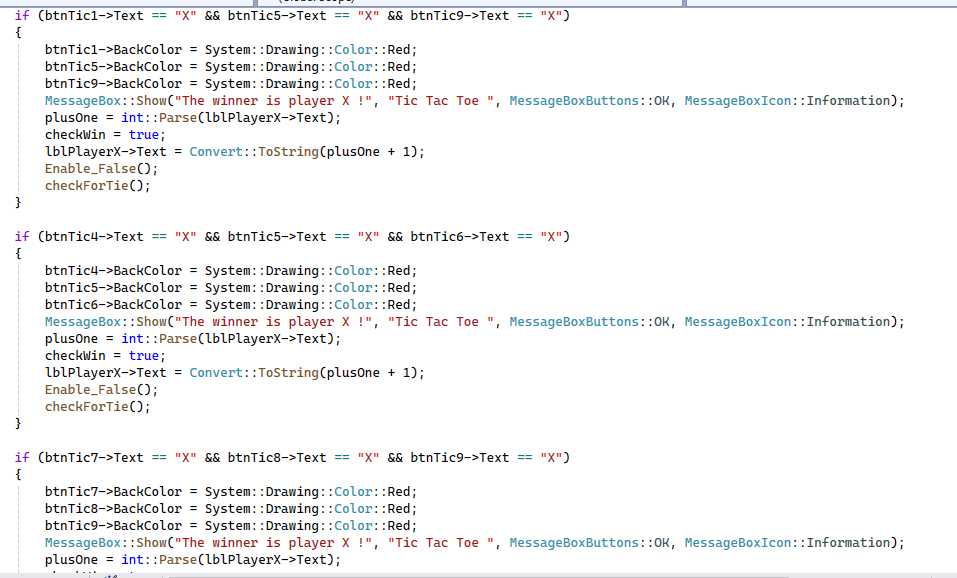 if (btnTic1->Text == "X" && btnTic5->Text == "X" && btnTic9->Text == "X")
{
btnTic1->BackColor = System::Drawing::Color::Red;
btnTic5->BackColor = System::Drawing::Color::Red;
btnTic9->BackColor = System::Drawing::Color::Red;
MessageBox::Show("The winner is player X !", "Tic Tac Toe ", MessageBoxButtons::OK, MessageBoxIcon::Information);
plusOne = int::Parse(lblPlayerX->Text);
checkWin = true;
lblPlayerX->Text = Convert::ToString(plusOne + 1);
Enable_False();
checkForTie();
}
if (btnTic4->Text == "X" && btnTic5->Text == "X" && btnTic6->Text == "X")
{
btnTic4->BackColor = System::Drawing::Color::Red;
btnTic5->BackColor = System::Drawing::Color::Red;
btnTic6->BackColor = System::Drawing::Color::Red;
MessageBox::Show("The winner is player X !", "Tic Tac Toe ", MessageBoxButtons::OK, MessageBoxIcon::Information);
plusOne = int::Parse(lblPlayerX->Text);
checkWin = true;
lblPlayerX->Text = Convert::ToString(plusOne + 1);
Enable_False();
checkForTie();
}
if (btnTic7->Text == "X" && btnTic8->Text == "X" && btnTic9->Text == "X")
{
btnTic7->BackColor = System::Drawing::Color::Red;
btnTic8->BackColor = System::Drawing::Color::Red;
btnTic9->BackColor = System::Drawing::Color::Red;
MessageBox::Show("The winner is player X !", "Tic Tac Toe ", MessageBoxButtons::OK, MessageBoxIcon::Information);
plusOne = int::Parse(lblPlayerX->Text);